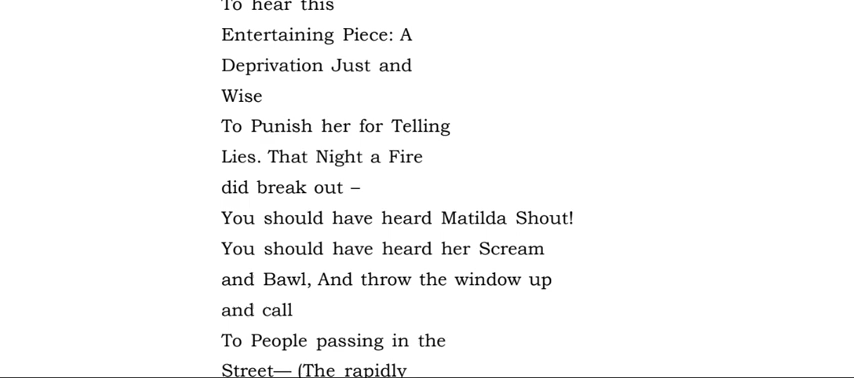 To hear this
Entertaining Piece: A
Deprivation Just and
Wise
To Punish her for Telling
Lies. That Night a Fire
did break out –
You should have heard Matilda Shout!
You should have heard her Scream
and Bawl, And throw the window up
and call
To People passing in the
Street— (The rapidly